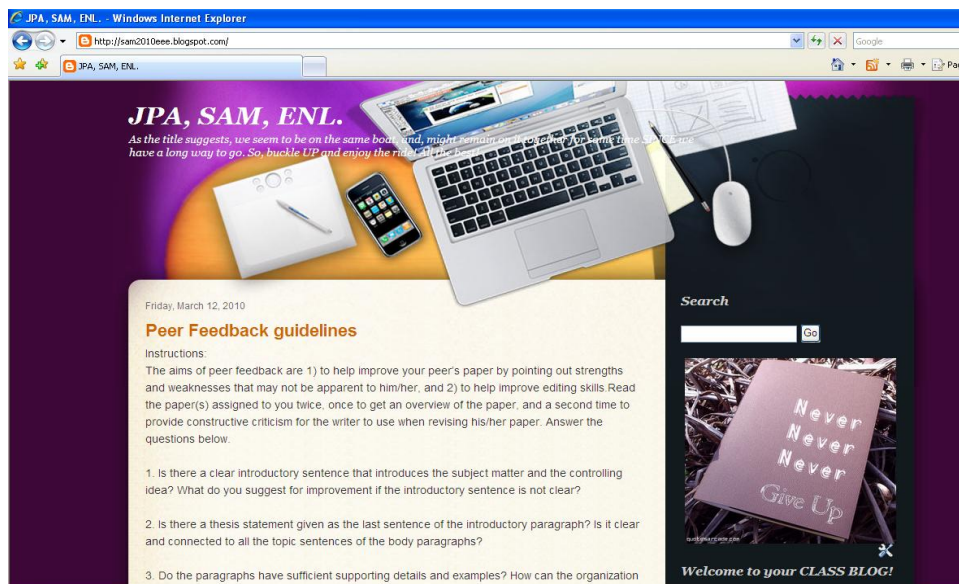 JPA, SAM, ENL. - Windows Internet Explorer
http://sam2010eee.blogspot.com/
Google
JPA, SAM, ENL.
Pa
JPA, SAM, ENL.
As the title suggests, we seem to be on the same boat, and, might remain on it together for some time SINCE we
have a long way to go. So, buckle UP and enjoy the ride! All the best!
Friday, March 12, 2010
Peer Feedback guidelines
Instructions:
The aims of peer feedback are 1) to help improve your peer's paper by pointing out strengths
and weaknesses that may not be apparent to him/her, and 2) to help improve editing skills.Read
the paper(s) assigned to you twice, once to get an overview of the paper, and a second time to
provide constructive criticism for the writer to use when revising his/her paper. Answer the
questions below.
1. Is there a clear introductory sentence that introduces the subject matter and the controlling
idea? What do you suggest for improvement if the introductory sentence is not clear?
2. Is there a thesis statement given as the last sentence of the introductory paragraph? Is it clear
and connected to all the topic sentences of the body paragraphs?
3. Do the paragraphs have sufficient supporting details and examples? How can the organization
Search
Go
Never
Never
Never
Give Up
quotesarcade.com
Welcome to your CLASS BLOG!